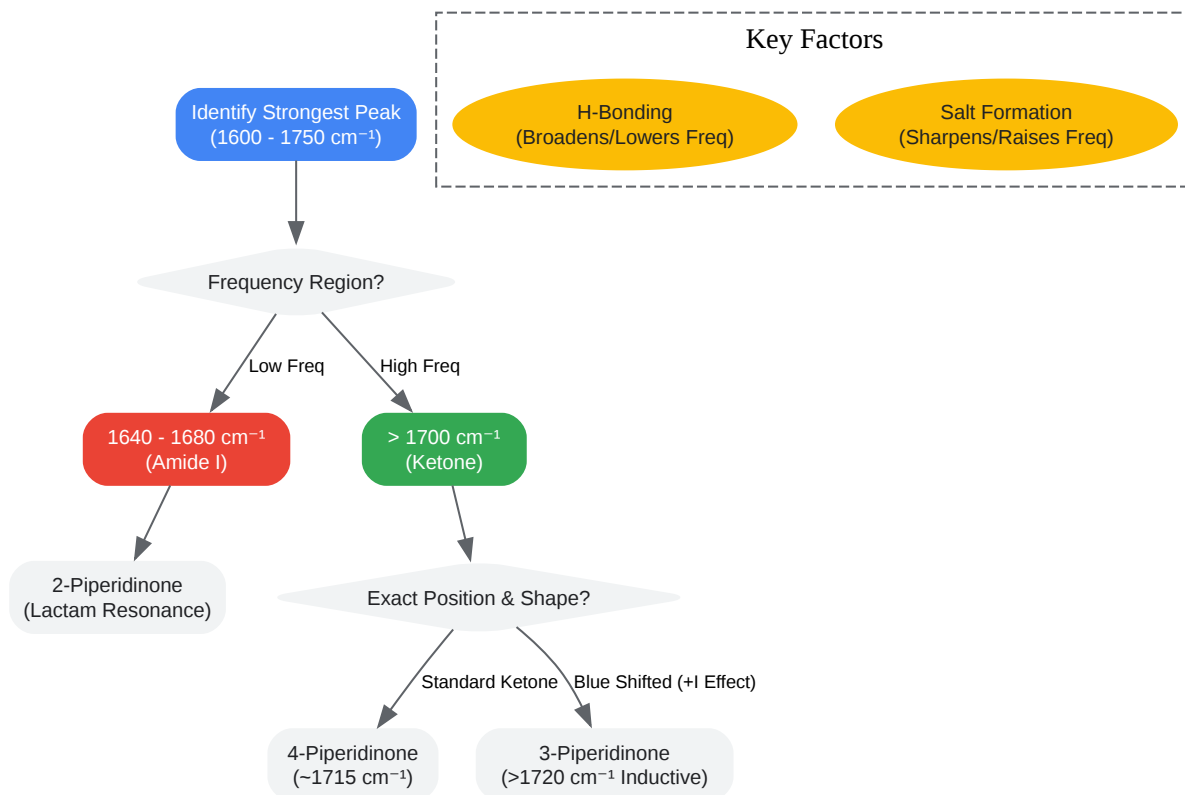 Key Factors
Identify Strongest Peak
(1600 - 1750 cm⁻¹)
H-Bonding
(Broadens/Lowers Freq)
Salt Formation
(Sharpens/Raises Freq)
Frequency Region?
Low Freq
High Freq
1640 - 1680 cm⁻¹
(Amide I)
> 1700 cm⁻¹
(Ketone)
2-Piperidinone
(Lactam Resonance)
Exact Position & Shape?
Standard Ketone
Blue Shifted (+I Effect)
4-Piperidinone
(~1715 cm⁻¹)
3-Piperidinone
(>1720 cm⁻¹ Inductive)